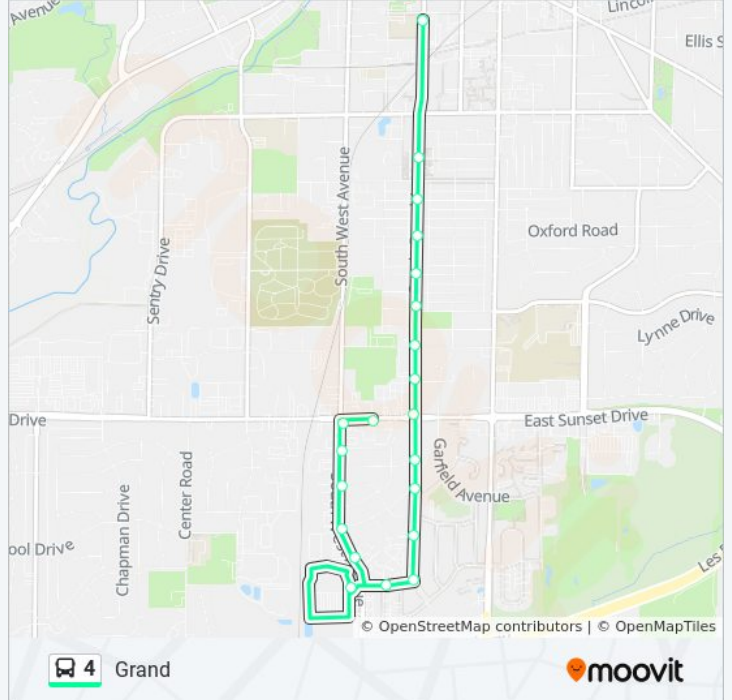 Avenue
Lincol
Ellis S
South West Avenue
Oxford Road
Sentry Drive
Lynne Drive
Drive
East Sunset Drive
Garfield Avenue
Center Road
Chapman Drive
ool Drive
Les
© OpenStreetMap contributors | © OpenMapTiles
4 Grand
moovit